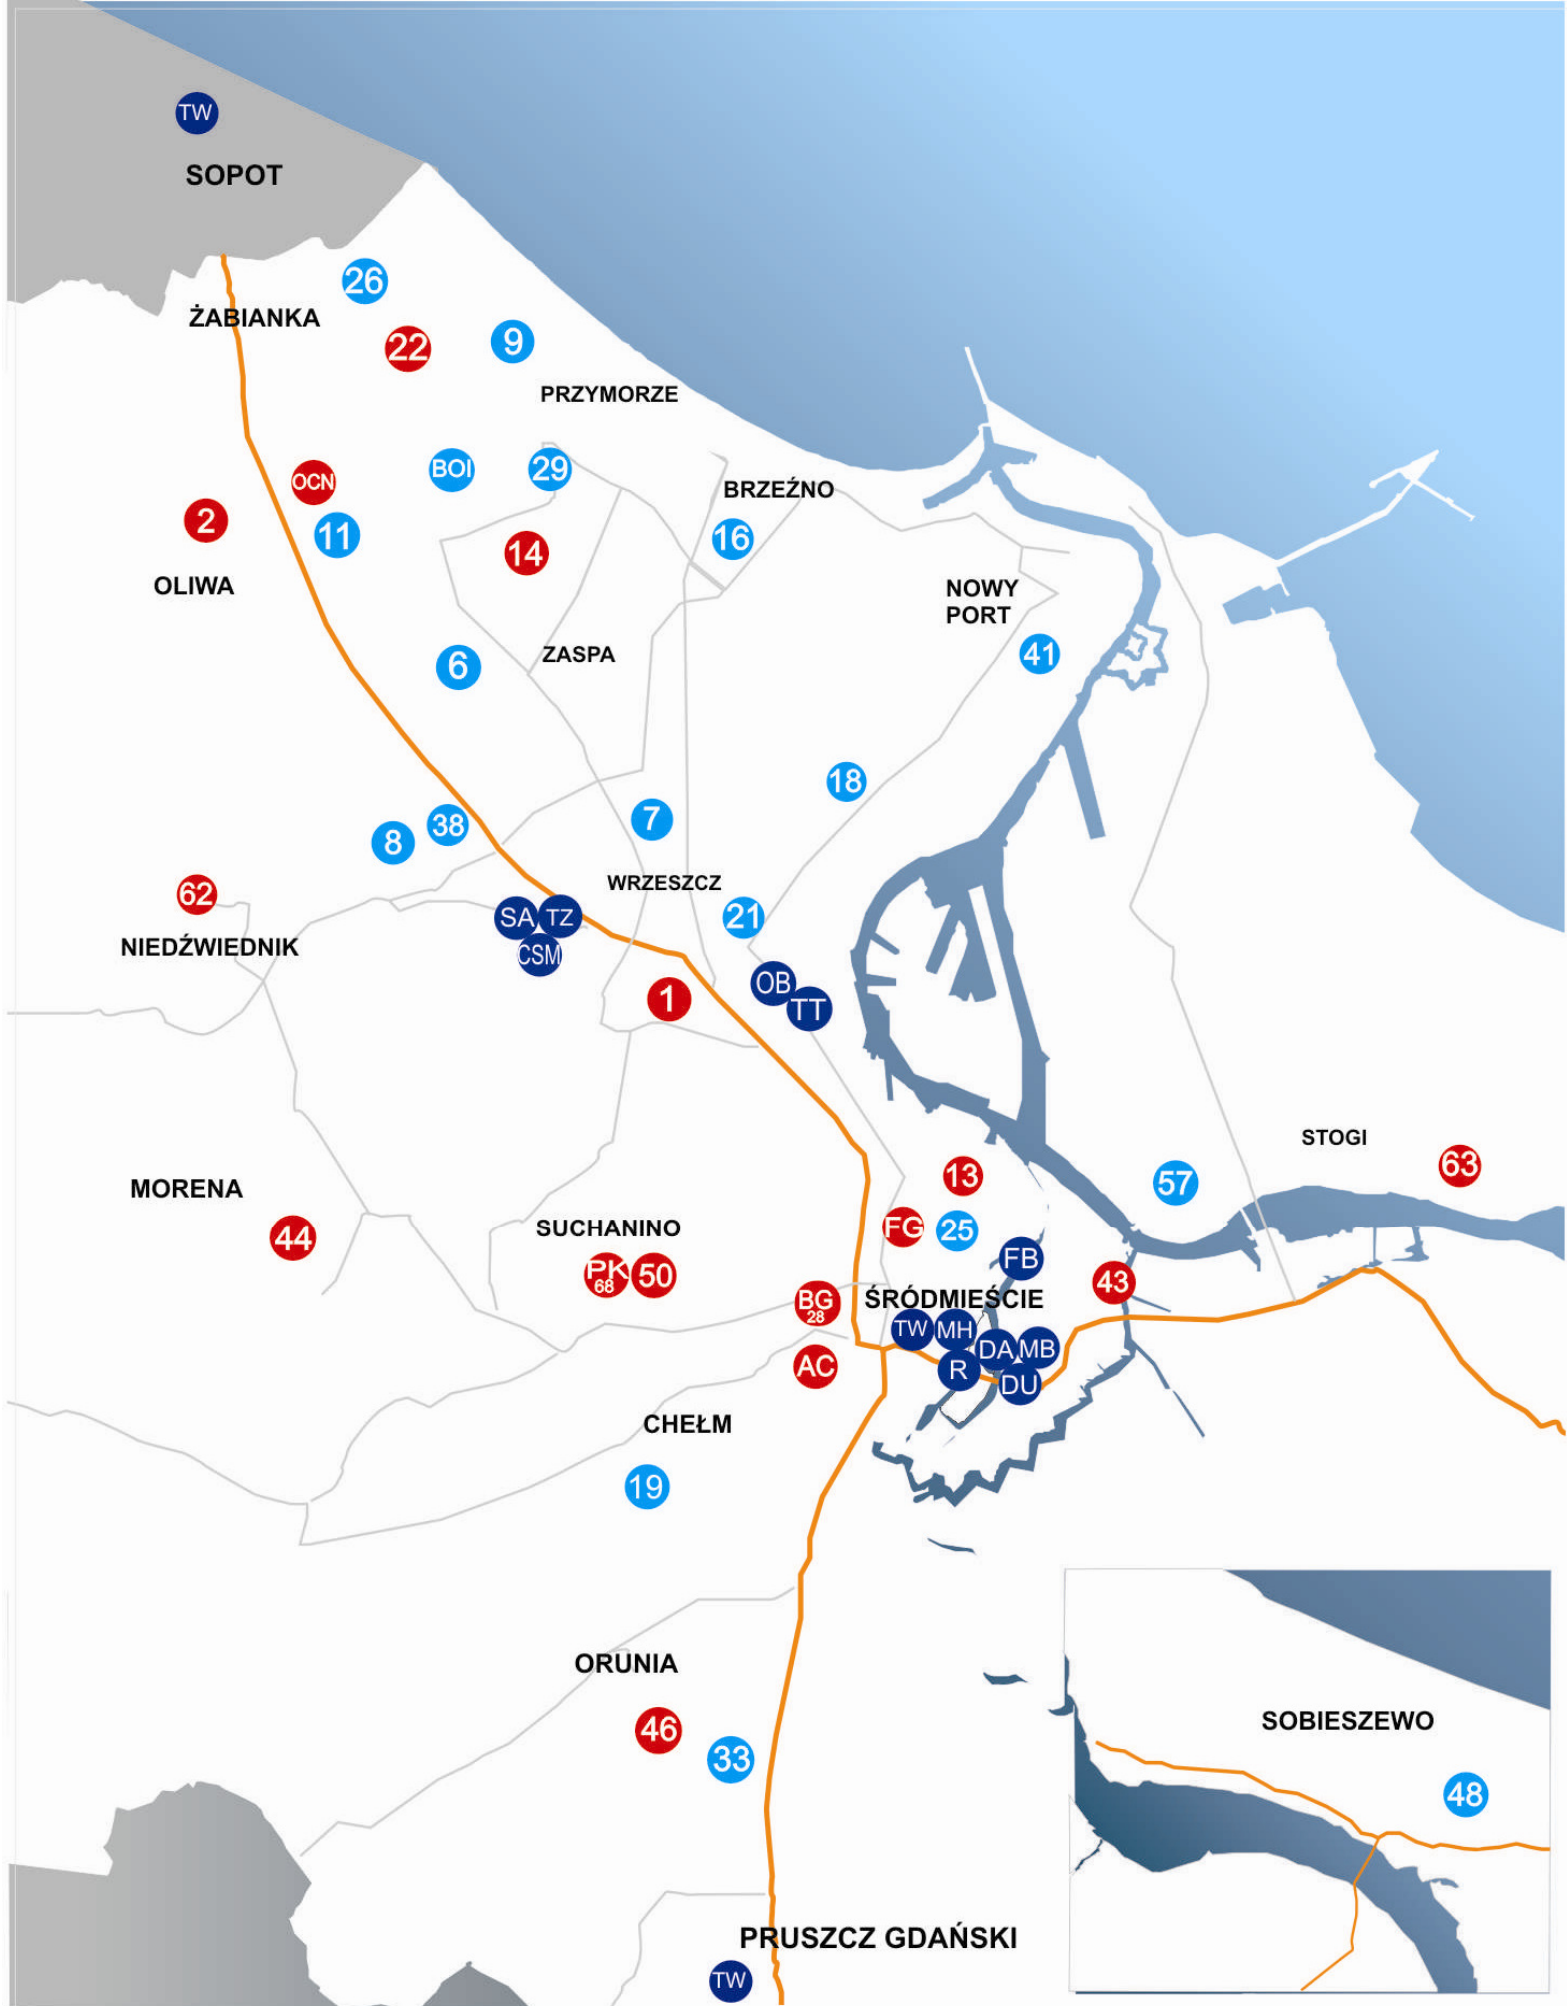 TW
SOPOT
26
ŻABIANKA
22
9
PRZYMORZE
OCN
BOI
29
BRZEŹNO
2
11
14
16
OLIWA
NOWY
PORT
6
ZASPA
41
18
8
38
7
62
WRZESZCZ
NIEDŹWIEDNIK
SA
TZ
21
CSM
OB
1
TT
STOGI
MORENA
13
57
63
44
SUCHANINO
FG
25
PK
68
50
FB
43
BG
28
ŚRÓDMIEŚCIE
TW
MH
DA
MB
AC
R
DU
CHEŁM
19
ORUNIA
46
33
SOBIESZEWO
48
PRUSZCZ GDAŃSKI
TW